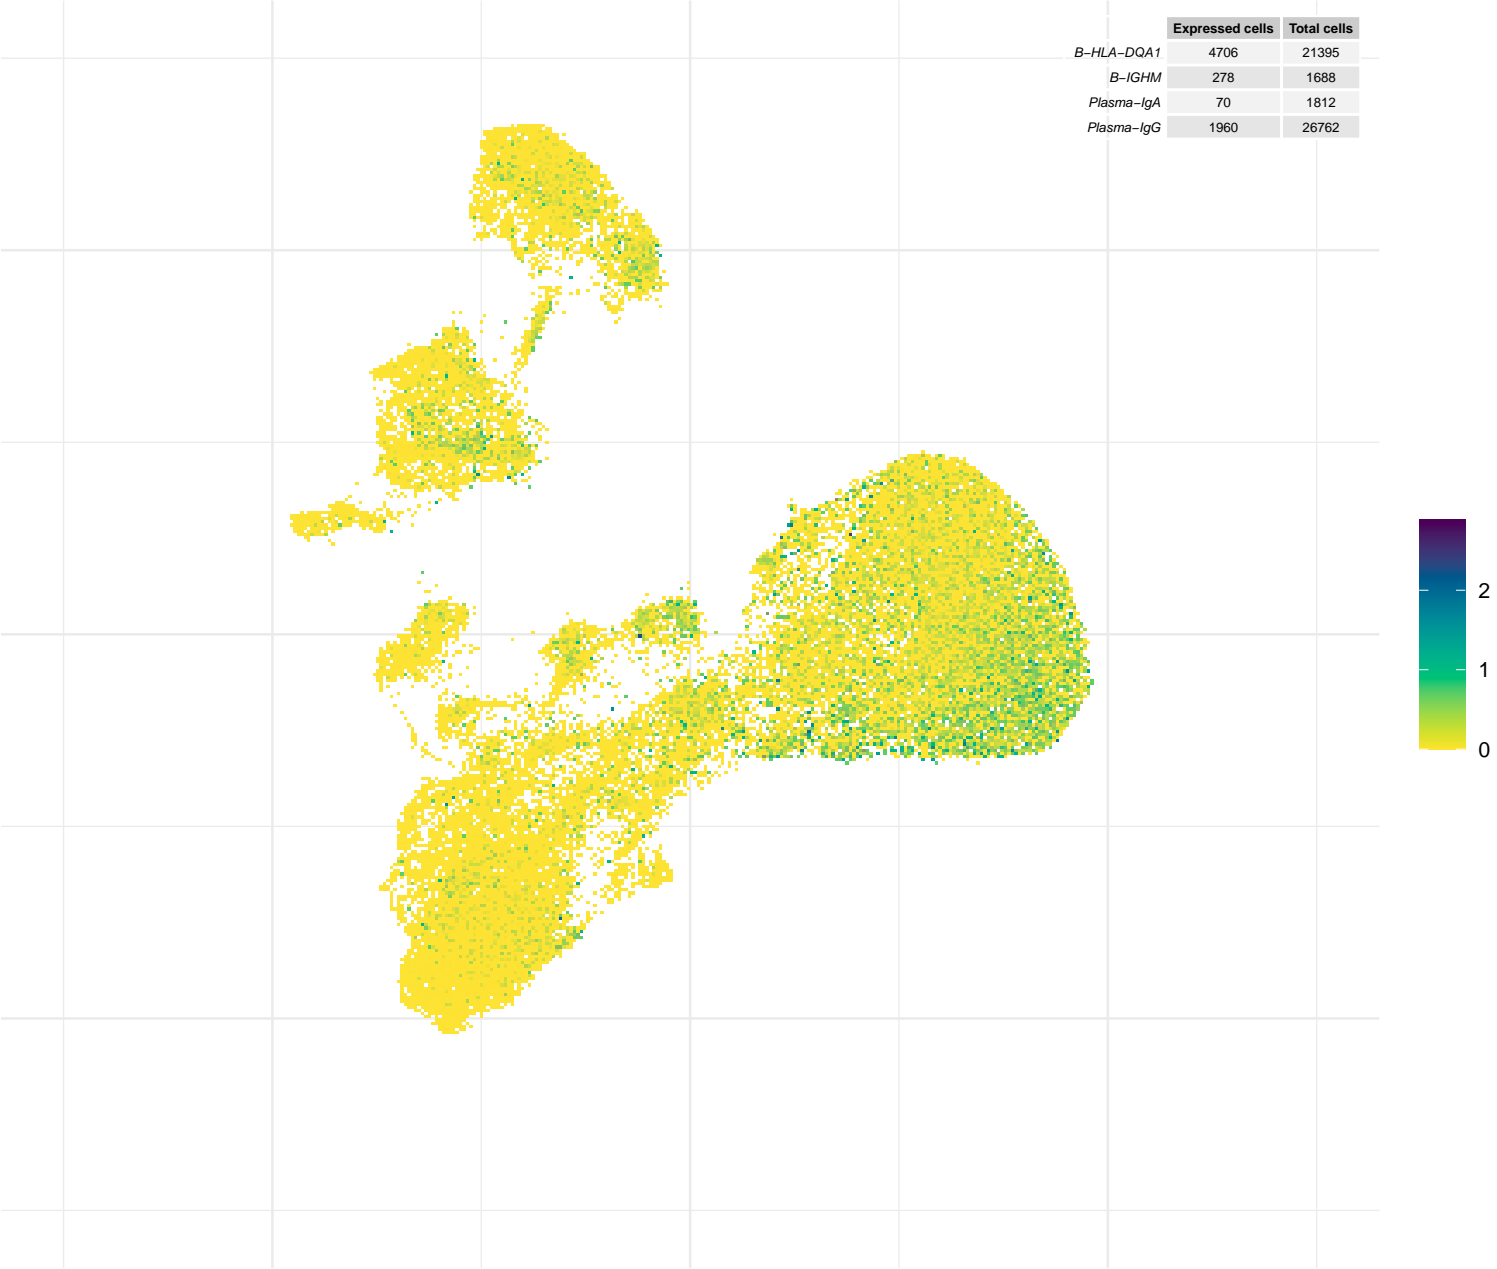 Expressed cells Total cells
B−HLA−DQA1 4706 21395
B−IGHM 278 1688
Plasma−IgA 70 1812
Plasma−IgG 1960 26762
2
1
0